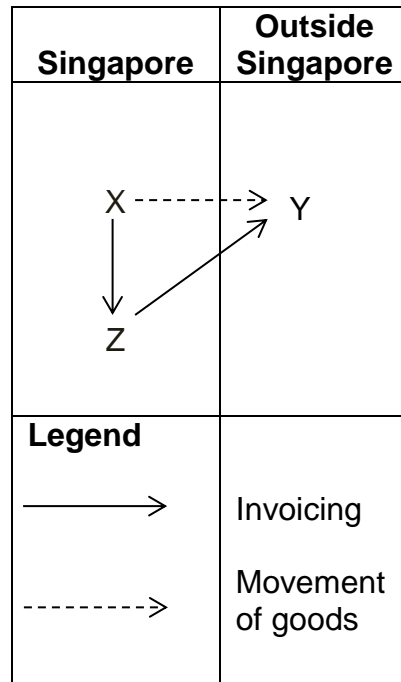 Singapore
Outside
Singapore
X
Y
Z
Legend
Invoicing
Movement
of goods